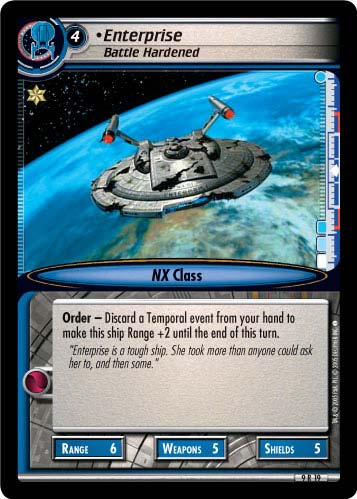 4
•Enterprise
Battle Hardened
NX Class
Order – Discard a Temporal event from your hand to
make this ship Range +2 until the end of this turn.
"Enterprise is a tough ship. She took more than anyone could ask
her to, and then some."
RANGE 6 WEAPONS 5 SHIELDS 5
9 R 19